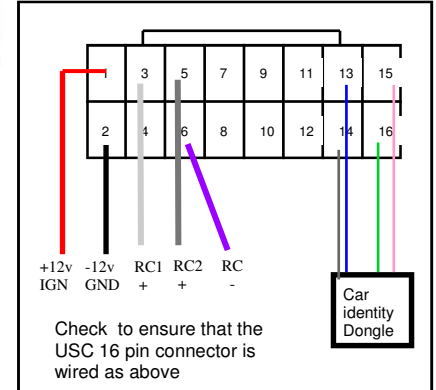 1 3 5 7 9 11 13 15
2 4 6 8 10 12 14 16
+12v -12v RC1 RC2 RC
IGN GND + + -
Car
identity
Dongle
Check to ensure that the
USC 16 pin connector is
wired as above